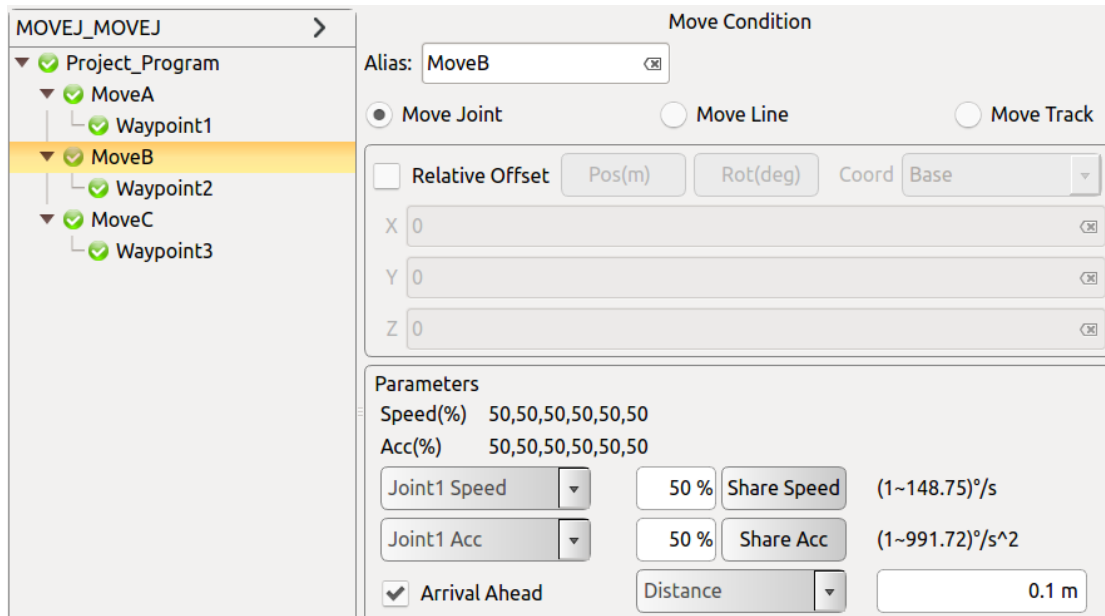 MOVEJ_MOVEJ
Project_Program
MoveA
Waypoint1
MoveB
Waypoint2
MoveC
Waypoint3
Move Condition
Alias: MoveB
Move Joint Move Line Move Track
Relative Offset Pos(m) Rot(deg) Coord Base
X 0
Y 0
Z 0
Parameters
Speed(%) 50,50,50,50,50,50
Acc(%) 50,50,50,50,50,50
Joint1 Speed 50 % Share Speed (1~148.75)°/s
Joint1 Acc 50 % Share Acc (1~991.72)°/s^2
Arrival Ahead Distance 0.1 m